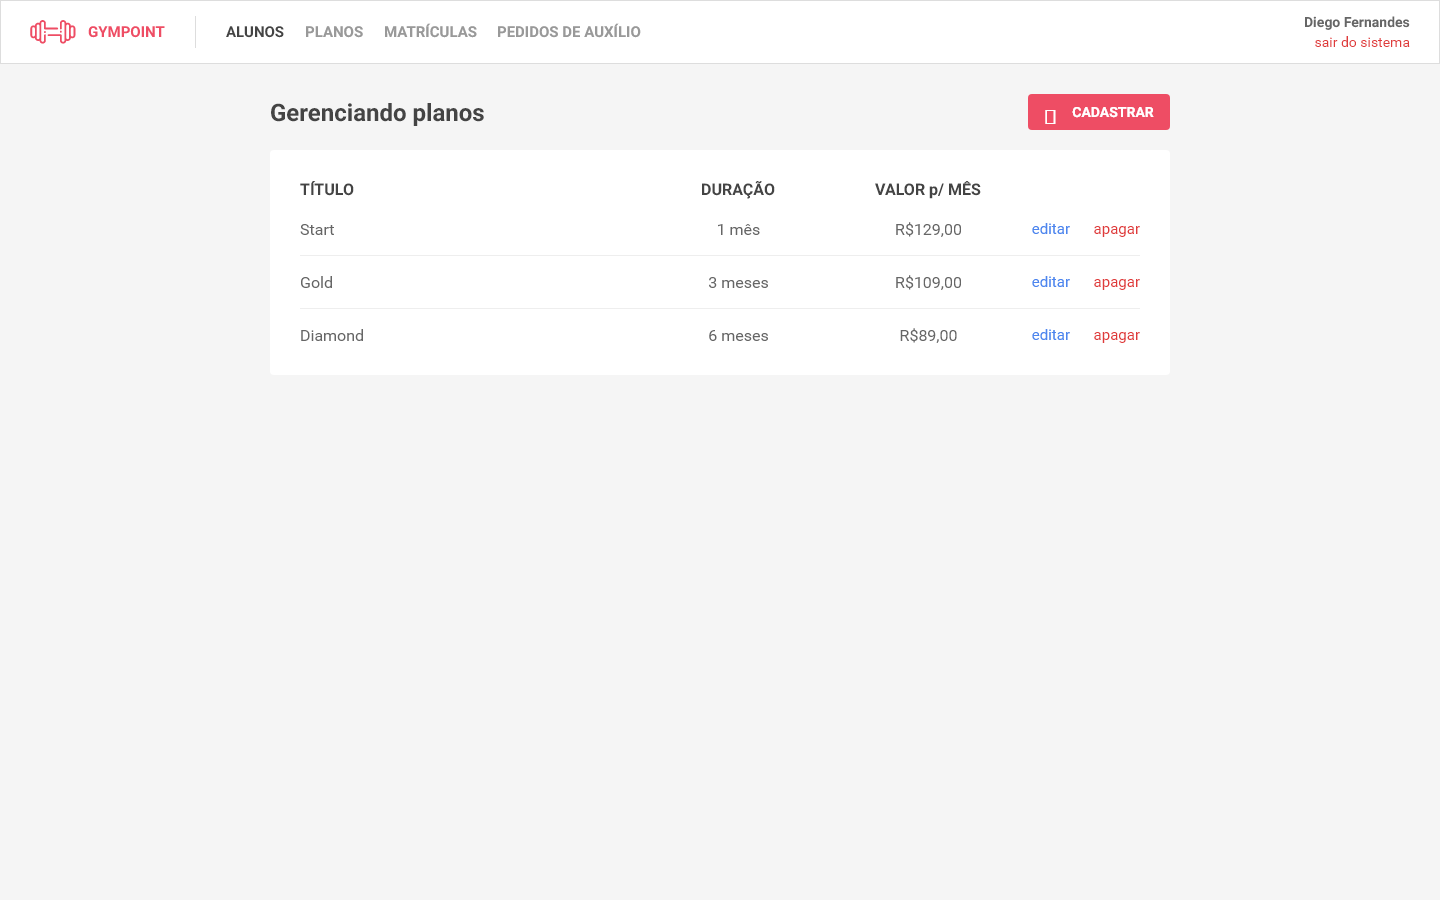 GYMPOINT ALUNOS PLANOS MATRÍCULAS PEDIDOS DE AUXÍLIO
Diego Fernandes
sair do sistema
Gerenciando planos
CADASTRAR
TÍTULO DURAÇÃO VALOR p/ MÊS
Start 1 mês R$129,00 editar apagar
Gold 3 meses R$109,00 editar apagar
Diamond 6 meses R$89,00 editar apagar